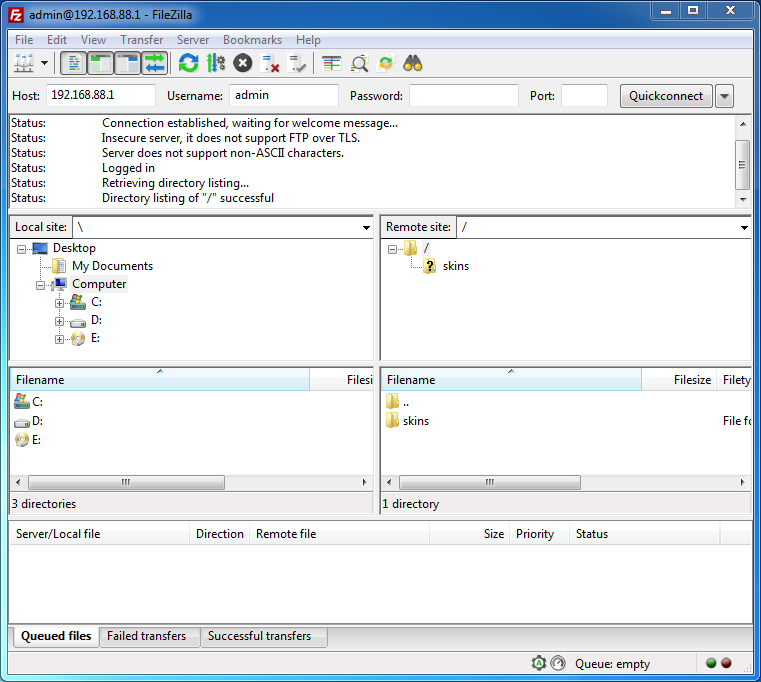 admin@192.168.88.1 - FileZilla
File Edit View Transfer Server Bookmarks Help
Host: 192.168.88.1 Username: admin Password: Port: Quickconnect
Status: Connection established, waiting for welcome message...
Status: Insecure server, it does not support FTP over TLS.
Status: Server does not support non-ASCII characters.
Status: Logged in
Status: Retrieving directory listing...
Status: Directory listing of "/" successful
Local site: \
Desktop
My Documents
Computer
C:
D:
E:
Remote site: /
/
skins
Filename Filesi
C:
D:
E:
3 directories
Filename Filesize Filety
..
skins File fo
1 directory
Server/Local file Direction Remote file Size Priority Status
Queued files Failed transfers Successful transfers
Queue: empty